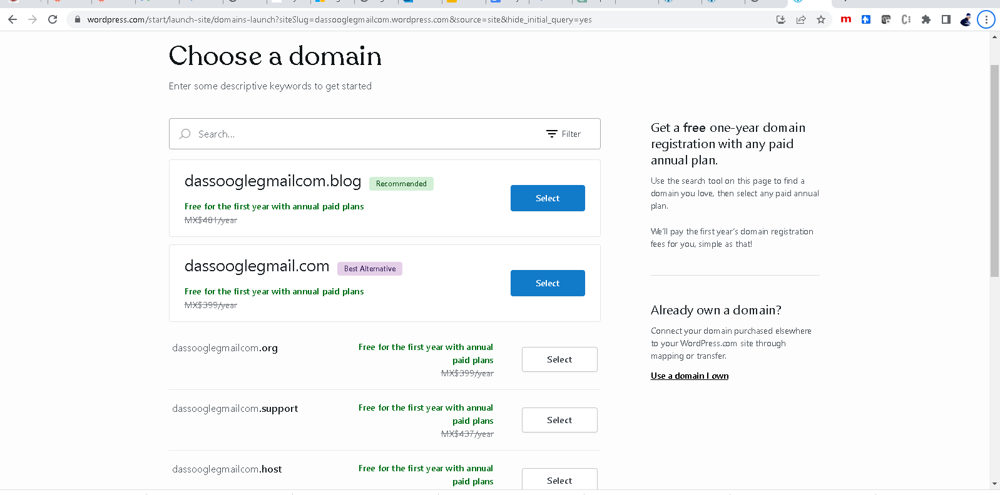 wordpress.com/start/launch-site/domains-launch?siteSlug=dassooglegmailcom.wordpress.com&source=site&hide_initial_query=yes
Choose a domain
Enter some descriptive keywords to get started
Search...
Filter
dassooglegmailcom.blog
Recommended
Free for the first year with annual paid plans
MX$481/year
Select
dassooglegmail.com
Best Alternative
Free for the first year with annual paid plans
MX$399/year
Select
dassooglegmailcom.org
Free for the first year with annual
paid plans
MX$399/year
Select
dassooglegmailcom.support
Free for the first year with annual
paid plans
MX$437/year
Select
dassooglegmailcom.host
Free for the first year with annual
paid plans
Select
Get a free one-year domain
registration with any paid
annual plan.
Use the search tool on this page to find a
domain you love, then select any paid annual
plan.
We'll pay the first year's domain registration
fees for you, simple as that!
Already own a domain?
Connect your domain purchased elsewhere
to your WordPress.com site through
mapping or transfer.
Use a domain I own